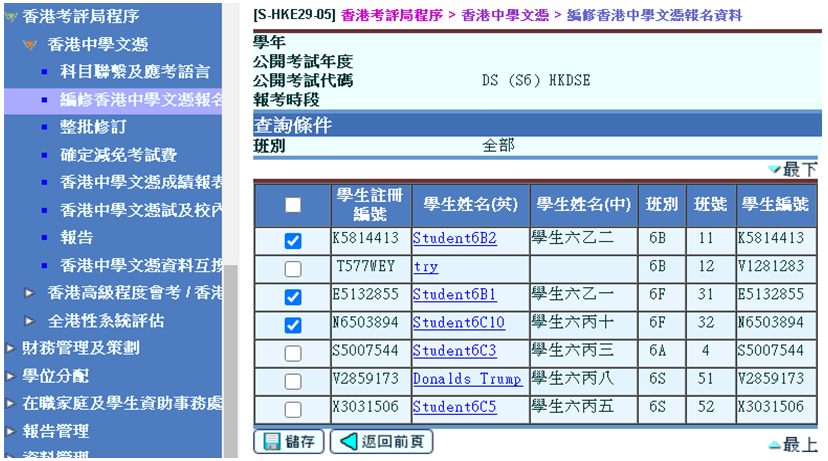 香港考評局程序
香港中學文憑
科目聯繫及應考語言
編修香港中學文憑報名
整批修訂
確定減免考試費
香港中學文憑成績報表
香港中學文憑試及校內
報告
香港中學文憑資料互換
香港高級程度會考 / 香港
全港性系統評估
財務管理及策劃
學位分配
在職家庭及學生資助事務處
報告管理
資料管理
[S-HKE29-05] 香港考評局程序 > 香港中學文憑 > 編修香港中學文憑報名資料
學年
公開考試年度
公開考試代碼 DS (S6) HKDSE
報考時段
查詢條件
班別 全部
最下
學生註冊編號 學生姓名(英) 學生姓名(中) 班別 班號 學生編號
K5814413 Student6B2 學生六乙二 6B 11 K5814413
T577WEY try 6B 12 V1281283
E5132855 Student6B1 學生六乙一 6F 31 E5132855
N6503894 Student6C10 學生六丙十 6F 32 N6503894
S5007544 Student6C3 學生六丙三 6A 4 S5007544
V2859173 Donalds Trump 學生六丙八 6S 51 V2859173
X3031506 Student6C5 學生六丙五 6S 52 X3031506
儲存 返回前頁
最上